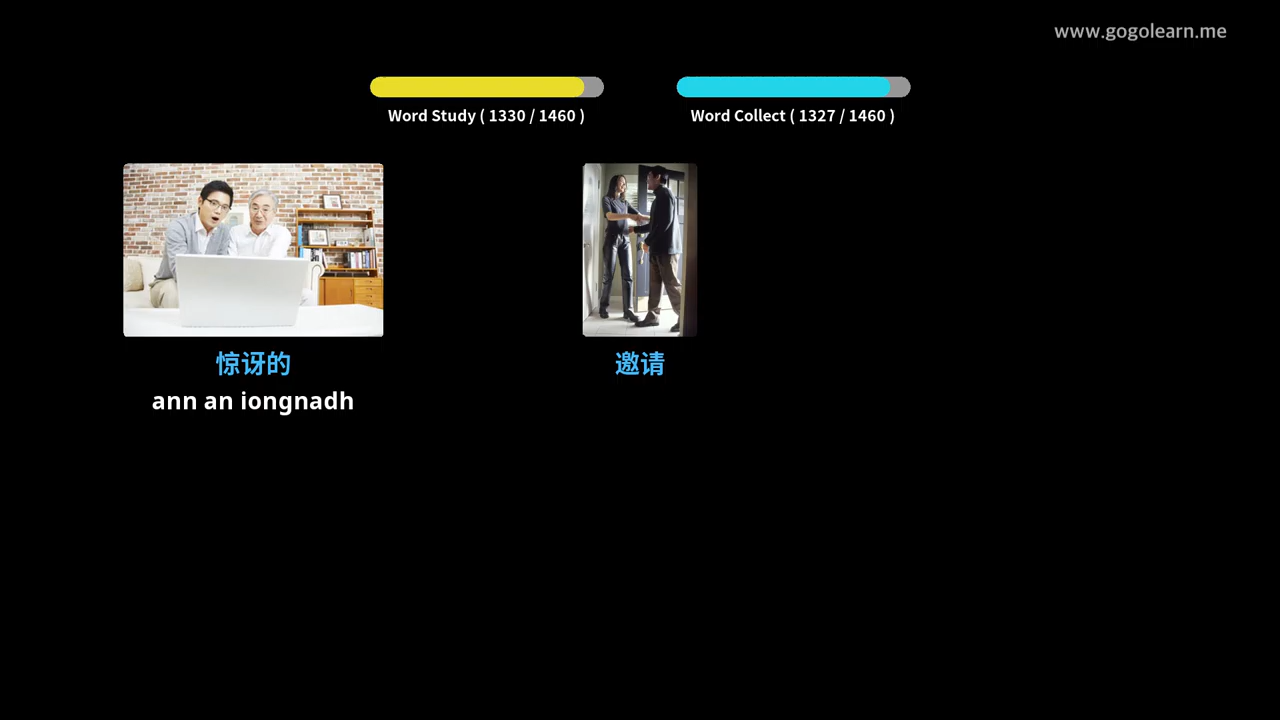 www.gogolearn.me
Word Study ( 1330 / 1460 )
Word Collect ( 1327 / 1460 )
惊讶的
ann an iongnadh
邀请